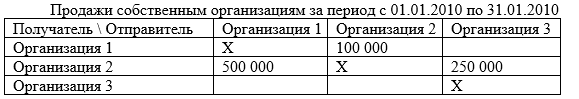 Продажи собственным организациям за период с 01.01.2010 по 31.01.2010
Получатель \ Отправитель Организация 1 Организация 2 Организация 3
Организация 1 X 100 000
Организация 2 500 000 X 250 000
Организация 3 X